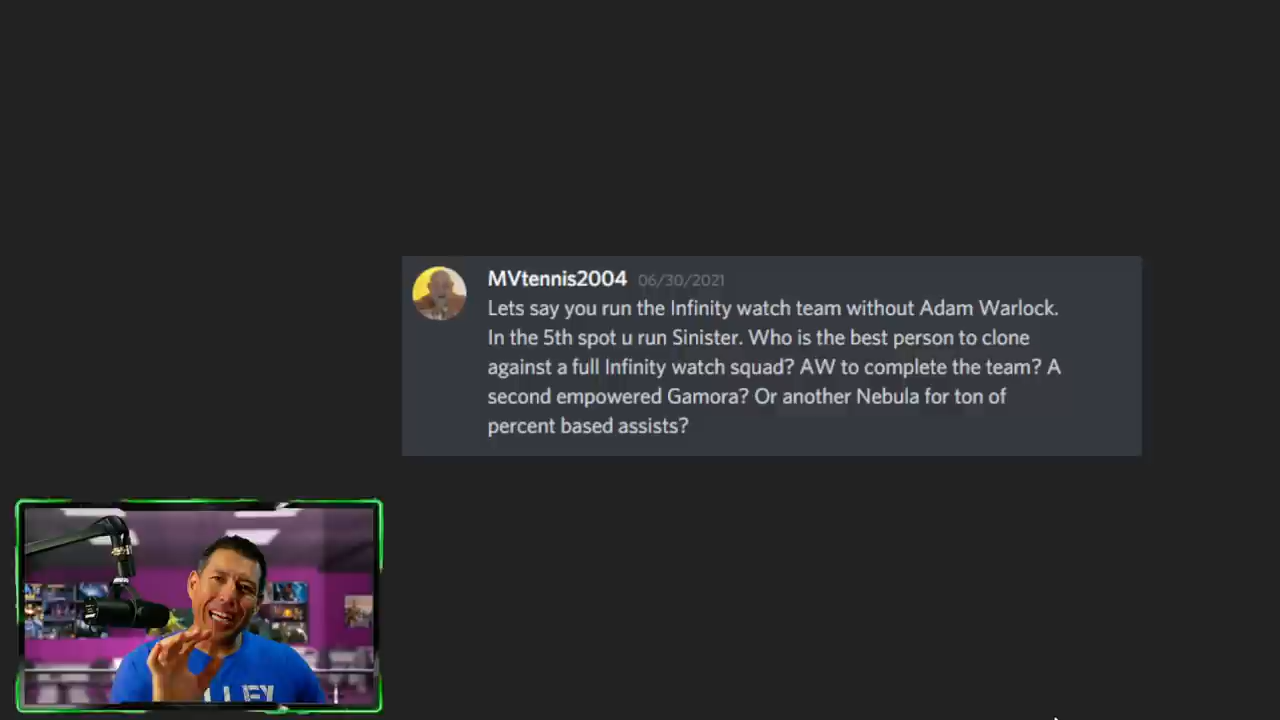 MVtennis2004 06/30/2021
Lets say you run the Infinity watch team without Adam Warlock.
In the 5th spot u run Sinister. Who is the best person to clone
against a full Infinity watch squad? AW to complete the team? A
second empowered Gamora? Or another Nebula for ton of
percent based assists?